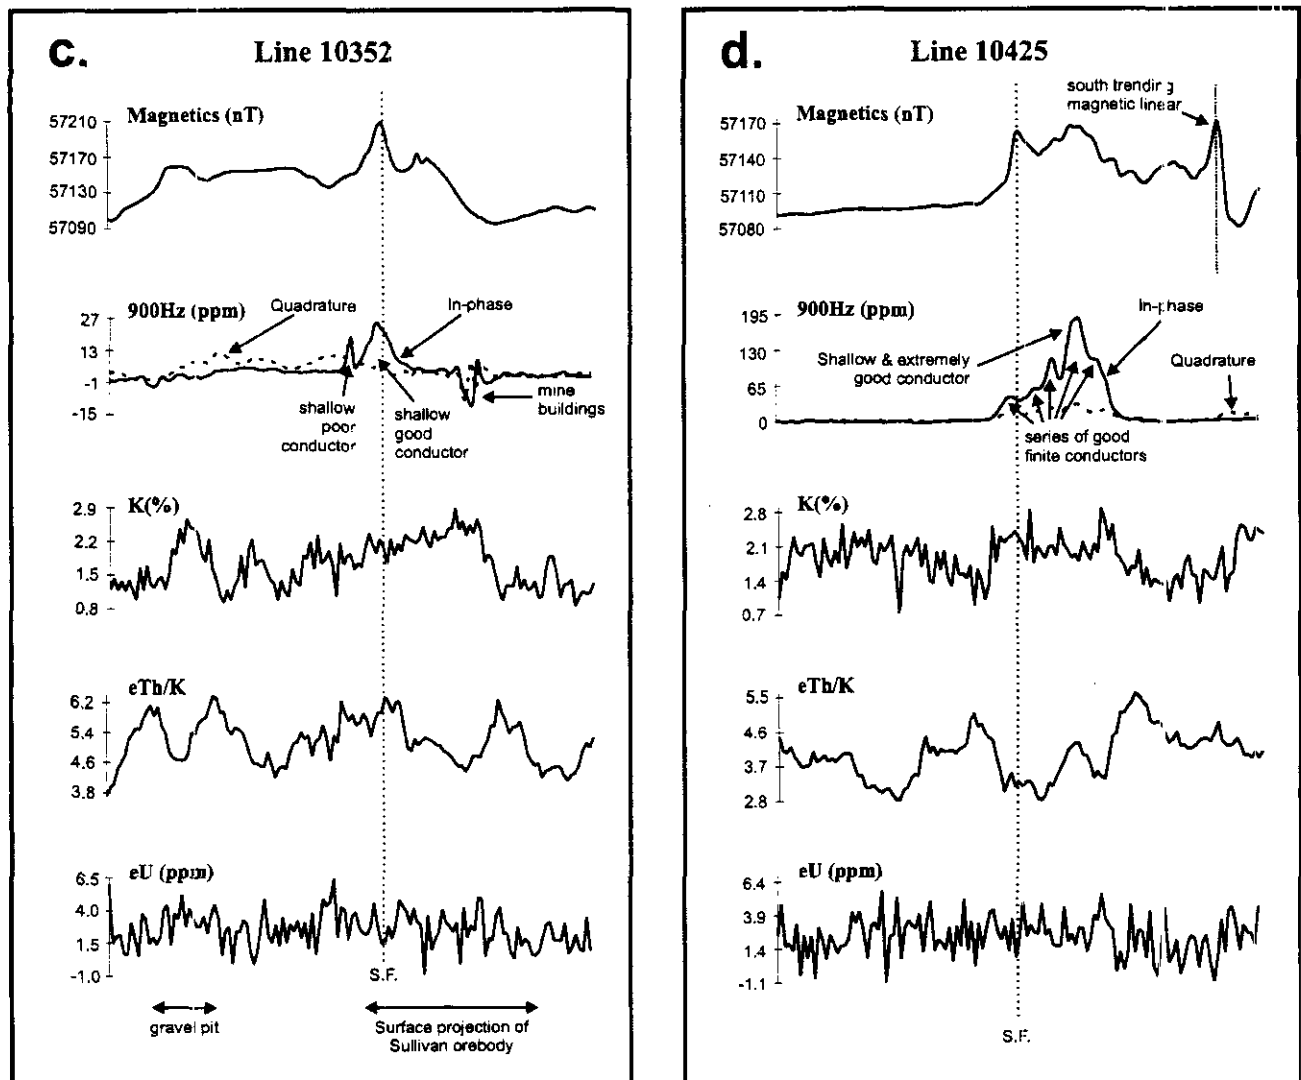 c.
Line 10352
Magnetics (nT)
57210
57170
57130
57090
900Hz (ppm)
Quadrature
In-phase
27
13
-1
-15
shallow
poor
conductor
shallow
good
conductor
mine
buildings
K(%)
2.9
2.2
1.5
0.8
eTh/K
6.2
5.4
4.6
3.8
eU (ppm)
6.5
4.0
1.5
-1.0
S.F.
gravel pit
Surface projection of
Sullivan orebody
d.
Line 10425
south trending
magnetic linear
Magnetics (nT)
57170
57140
57110
57080
900Hz (ppm)
In-phase
195
130
65
0
Shallow & extremely
good conductor
Quadrature
series of good
finite conductors
K(%)
2.8
2.1
1.4
0.7
eTh/K
5.5
4.6
3.7
2.8
eU (ppm)
6.4
3.9
1.4
-1.1
S.F.